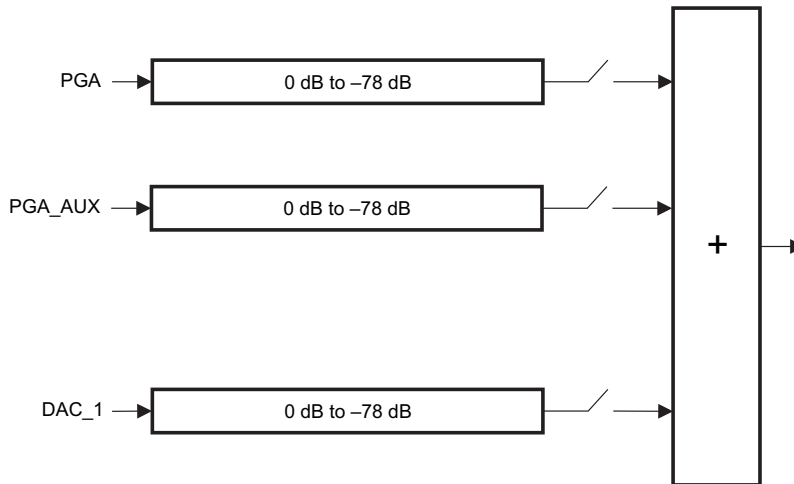 PGA
0 dB to –78 dB
PGA_AUX
0 dB to –78 dB
+
DAC_1
0 dB to –78 dB